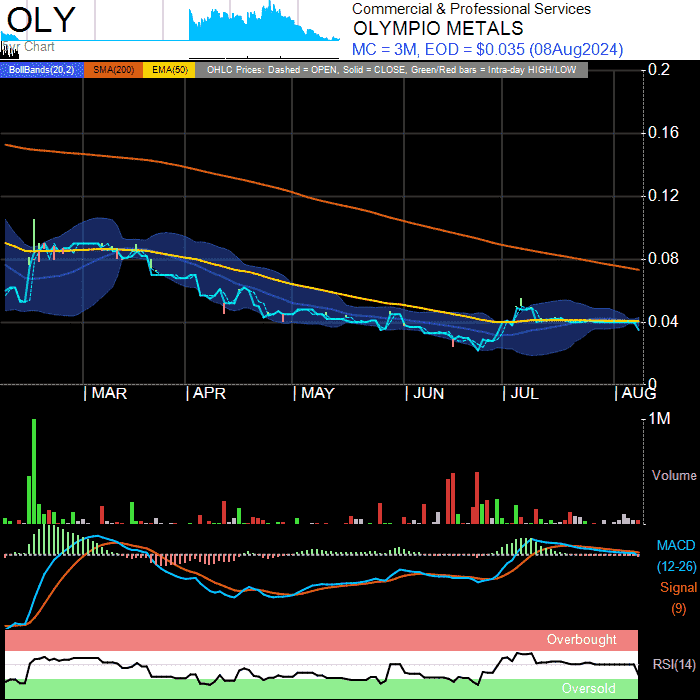 OLY
Commercial & Professional Services
OLYMPIO METALS
MC = 3M, EOD = $0.035 (08Aug2024)
Chart
BollBands(20,2) SMA(200) EMA(50) OHLC Prices: Dashed = OPEN, Solid = CLOSE, Green/Red bars = Intra-day HIGH/LOW
0.2
0.16
0.12
0.08
0.04
0
| MAR | APR | MAY | JUN | JUL | AUG
1M
Volume
MACD
(12-26)
Signal
(9)
Overbought
RSI(14)
Oversold